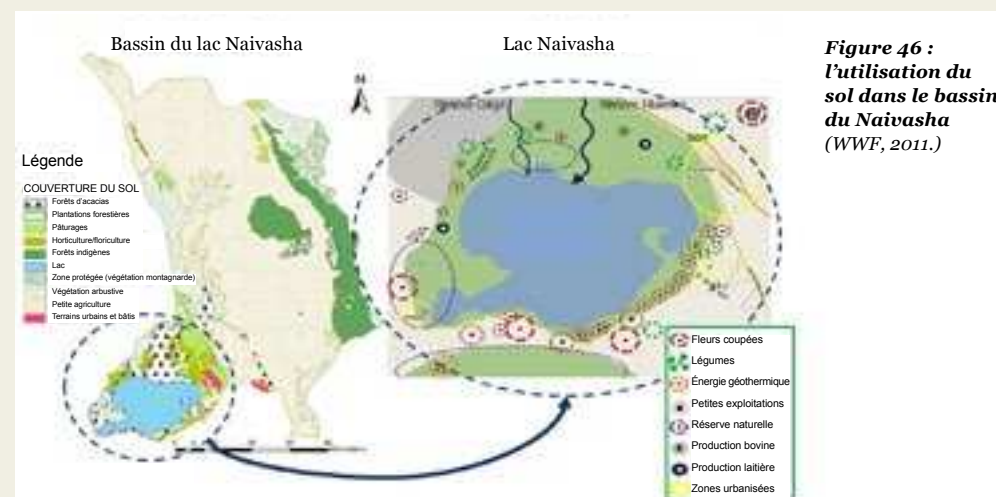 Bassin du lac Naivasha
Lac Naivasha
Figure 46 :
l'utilisation du
sol dans le bassin
du Naivasha
(WWF, 2011.)
N
Légende
COUVERTURE DU SOL
Forêts d'acacias
Plantations forestières
Pâturages
Horticulture/floriculture
Forêts indigènes
Lac
Zone protégée (végétation montagnarde)
Végétation arbustive
Petite agriculture
Terrains urbains et bâtis
Fleurs coupées
Légumes
Énergie géothermique
Petites exploitations
Réserve naturelle
Production bovine
Production laitière
Zones urbanisées